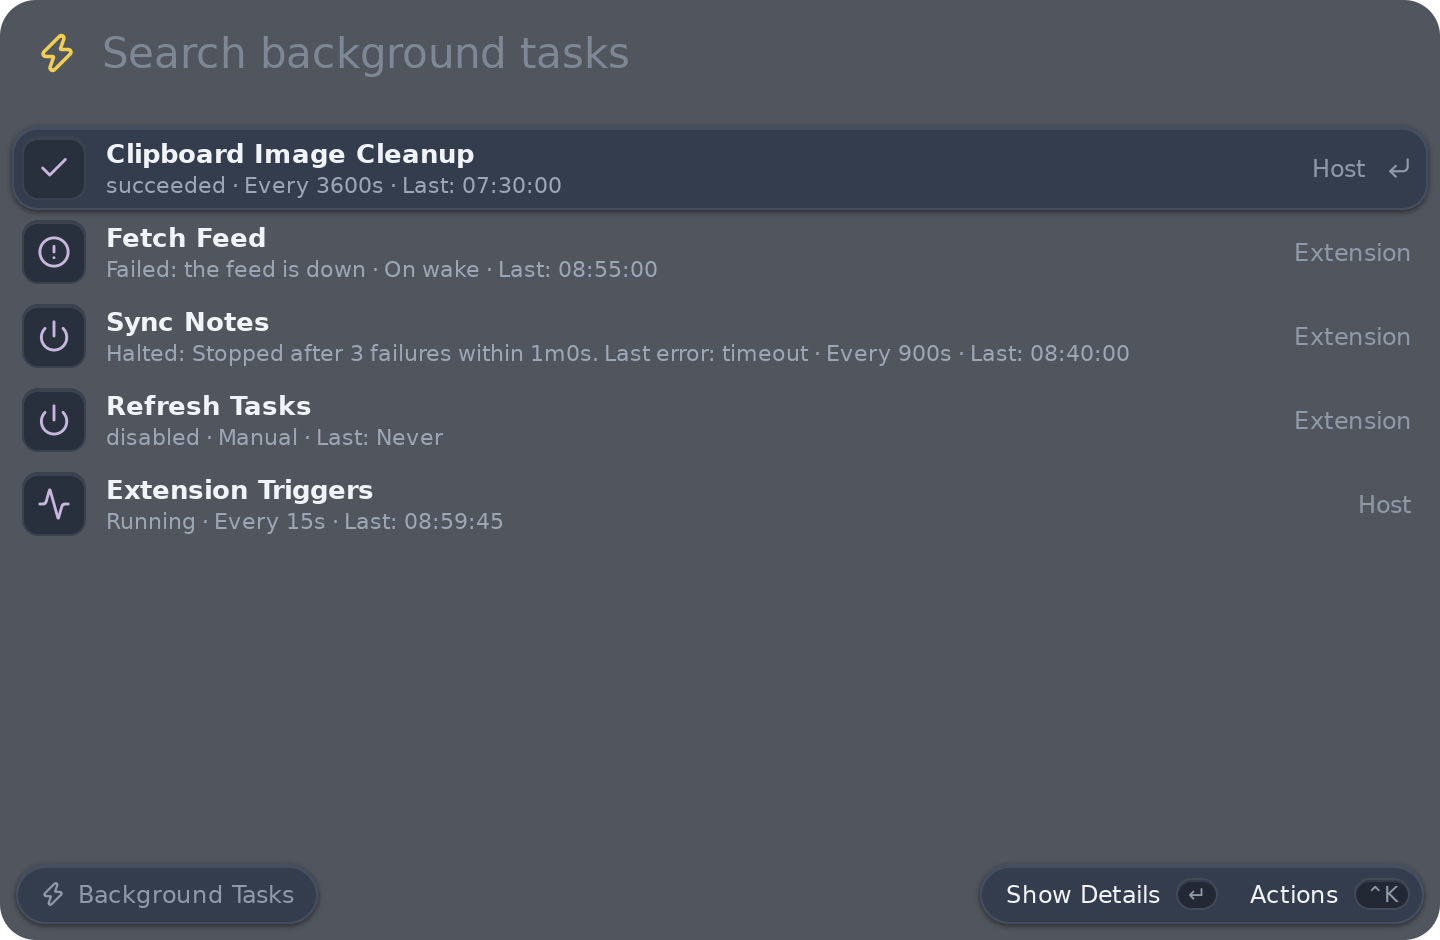 Search background tasks
Clipboard Image Cleanup
succeeded · Every 3600s · Last: 07:30:00
Host
Fetch Feed
Failed: the feed is down · On wake · Last: 08:55:00
Extension
Sync Notes
Halted: Stopped after 3 failures within 1m0s. Last error: timeout · Every 900s · Last: 08:40:00
Extension
Refresh Tasks
disabled · Manual · Last: Never
Extension
Extension Triggers
Running · Every 15s · Last: 08:59:45
Host
Background Tasks
Show Details ↵ Actions ⌃K